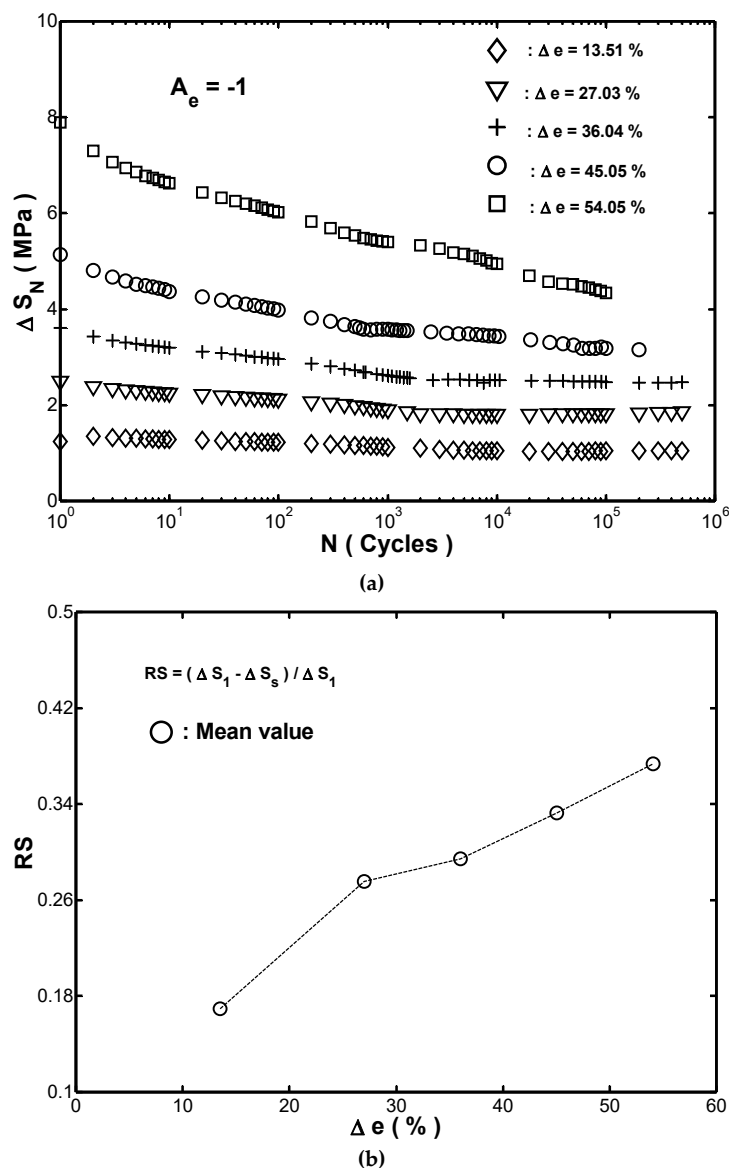 10
8
6
4
2
0
Δ S_N ( MPa )
A_e = -1
: Δ e = 13.51 %
: Δ e = 27.03 %
: Δ e = 36.04 %
: Δ e = 45.05 %
: Δ e = 54.05 %
10^0 10^1 10^2 10^3 10^4 10^5 10^6
N ( Cycles )
(a)
0.5
0.42
0.34
0.26
0.18
0.1
RS
RS = ( Δ S_1 - Δ S_s ) / Δ S_1
: Mean value
0 10 20 30 40 50 60
Δ e ( % )
(b)